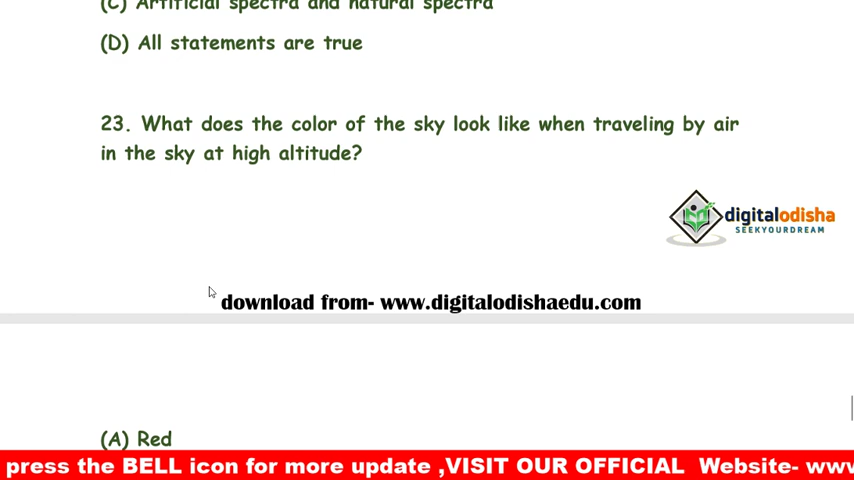 (C) Artificial spectra and natural spectra
(D) All statements are true
23. What does the color of the sky look like when traveling by air
in the sky at high altitude?
digitalodisha
SEEKYOURDREAM
download from- www.digitalodishaedu.com
(A) Red
press the BELL icon for more update ,VISIT OUR OFFICIAL Website- www